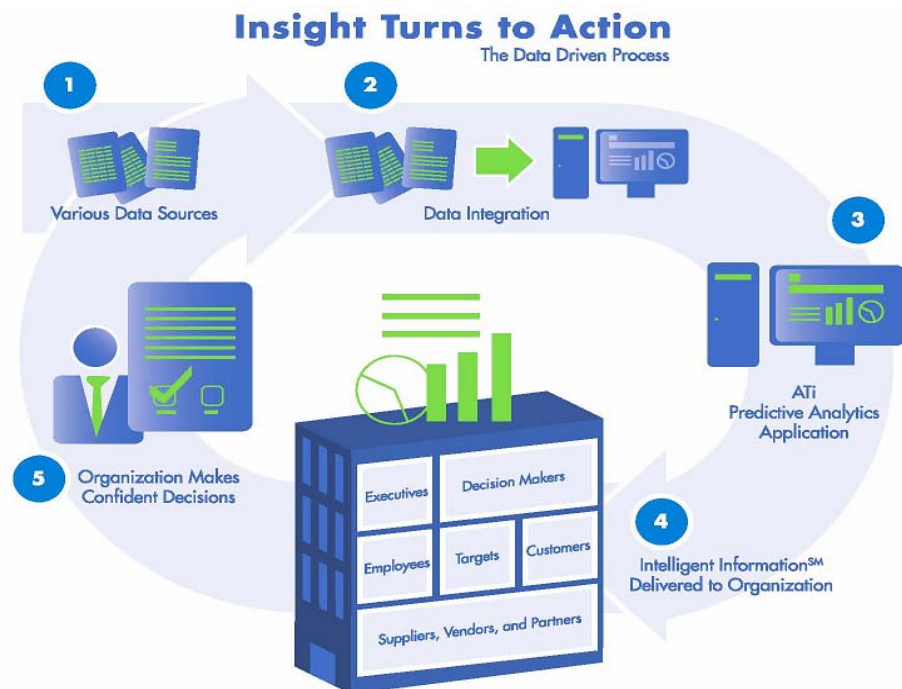 Insight Turns to Action
The Data Driven Process
1
2
Various Data Sources
Data Integration
3
ATi
Predictive Analytics
Application
5
Organization Makes
Confident Decisions
Executives
Decision Makers
Employees
Targets
Customers
Suppliers, Vendors, and Partners
4
Intelligent Information℠
Delivered to Organization